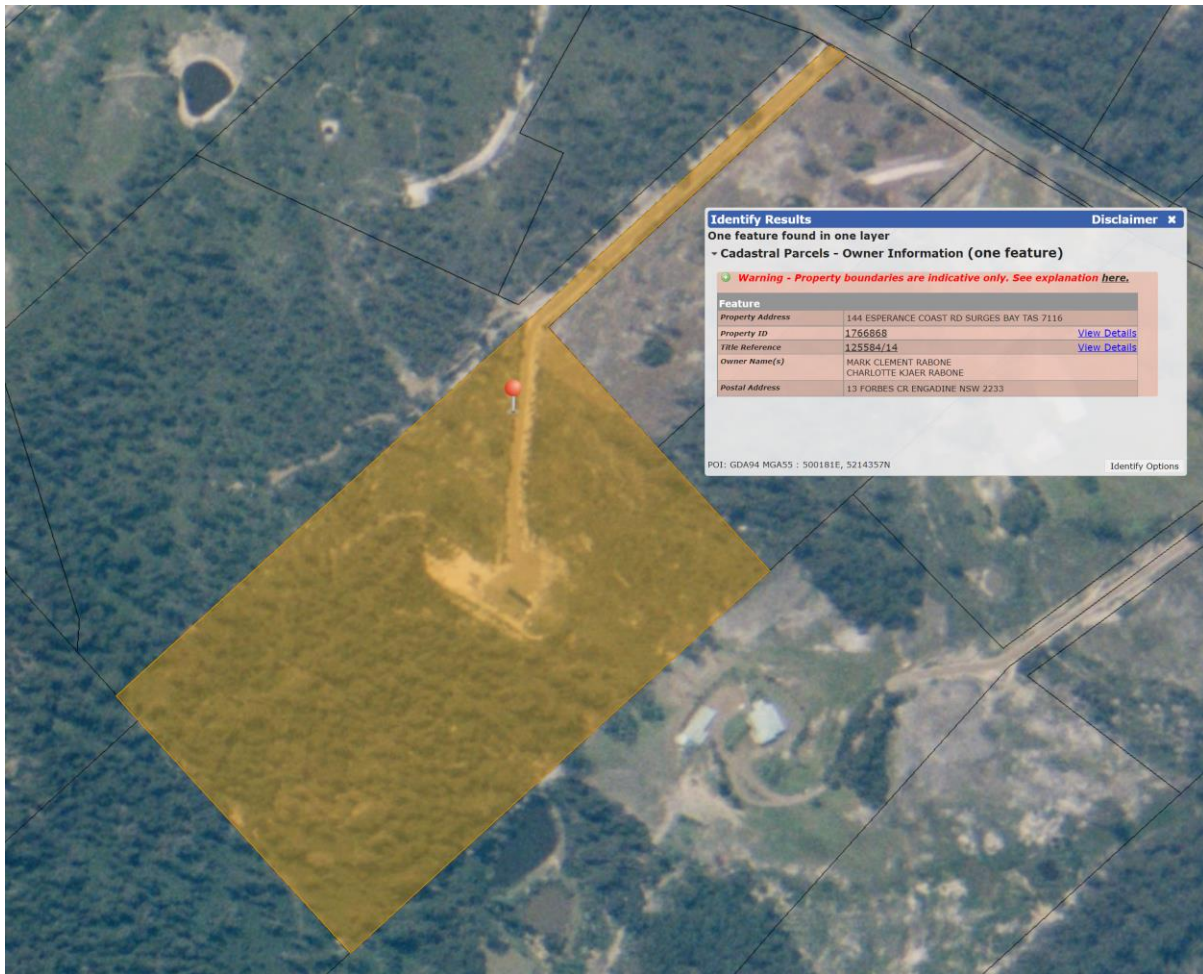 Identify Results Disclaimer ✖
One feature found in one layer
Cadastral Parcels - Owner Information (one feature)
Warning - Property boundaries are indicative only. See explanation here.
Feature
Property Address 144 ESPERANCE COAST RD SURGES BAY TAS 7116
Property ID 1766868 View Details
Title Reference 125584/14 View Details
Owner Name(s) MARK CLEMENT RABONE
CHARLOTTE KJAER RABONE
Postal Address 13 FORBES CR ENGADINE NSW 2233
POI: GDA94 MGA55 : 500181E, 5214357N Identify Options